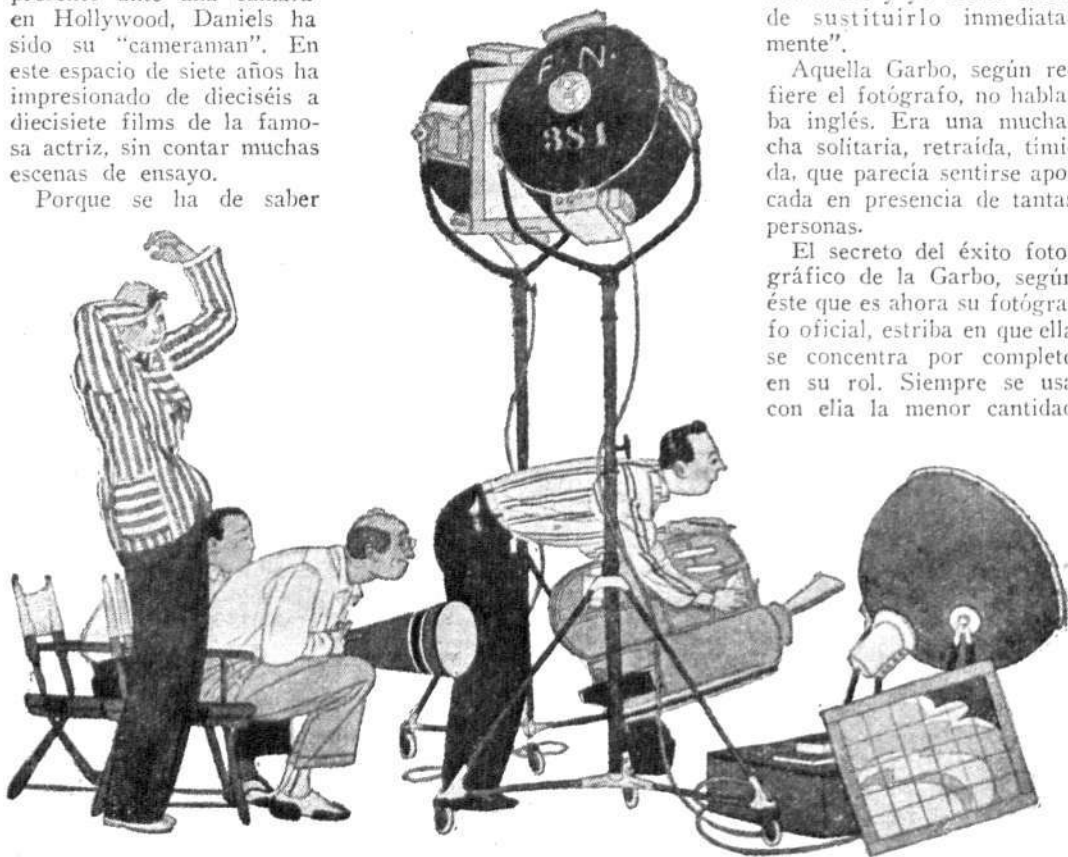 en Hollywood, Daniels ha
sido su “cameraman”. En
este espacio de siete años ha
impresionado de dieciséis a
diecisiete films de la famo-
sa actriz, sin contar muchas
escenas de ensayo.
Porque se ha de saber
F. N.
381
de sustituirlo inmediata-
mente”.
Aquella Garbo, según re-
fiere el fotógrafo, no habla-
ba inglés. Era una mucha-
cha solitaria, retraída, tími-
da, que parecía sentirse apo-
cada en presencia de tantas
personas.
El secreto del éxito foto-
gráfico de la Garbo, según
éste que es ahora su fotógra-
fo oficial, estriba en que ella
se concentra por completo
en su rol. Siempre se usa
con ella la menor cantidad